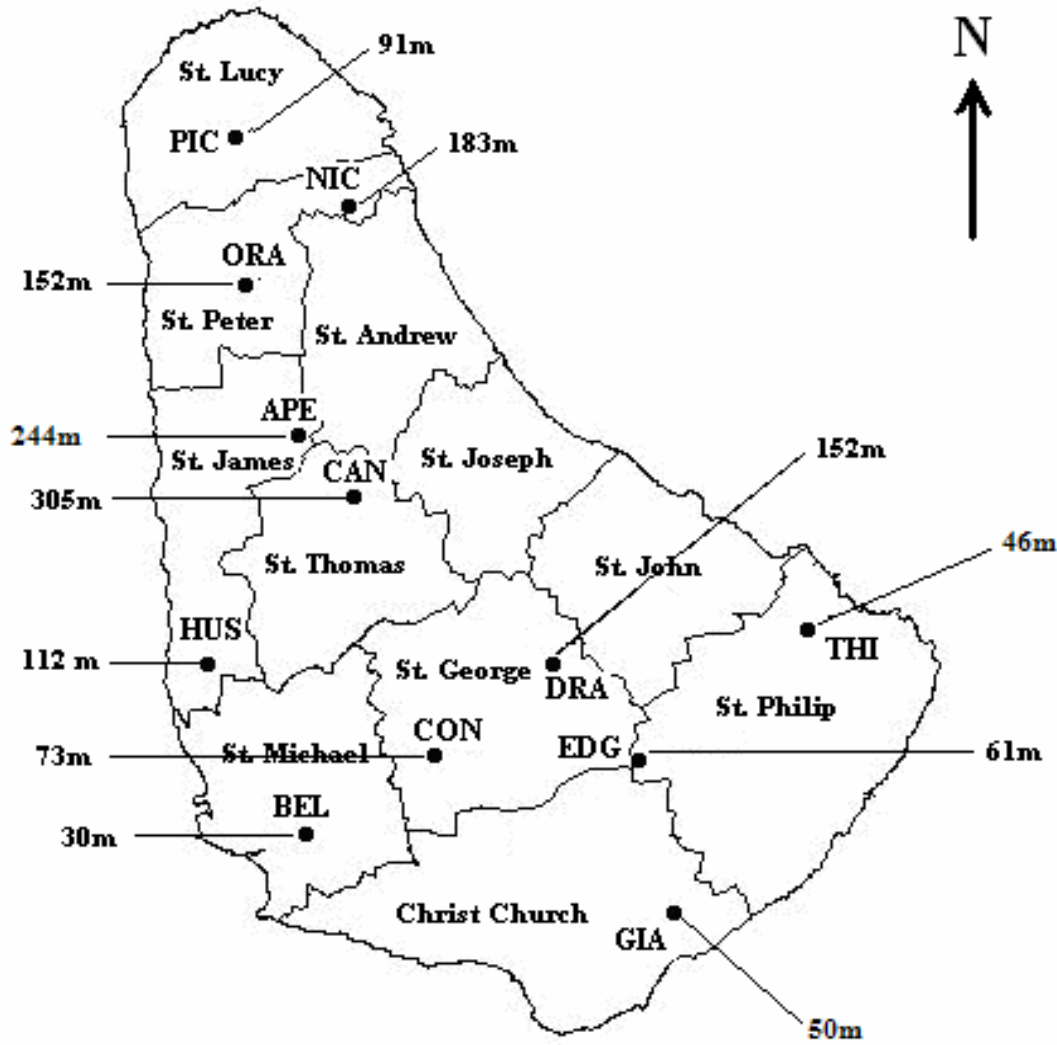 91m
N
St. Lucy
PIC
183m
NIC
ORA
152m
St. Peter
St. Andrew
APE
244m
St. James
St. Joseph
152m
CAN
305m
46m
St. Thomas
St. John
HUS
THI
112 m
St. George
DRA
St. Philip
CON
EDG
73m
St. Michael
61m
BEL
30m
Christ Church
GIA
50m